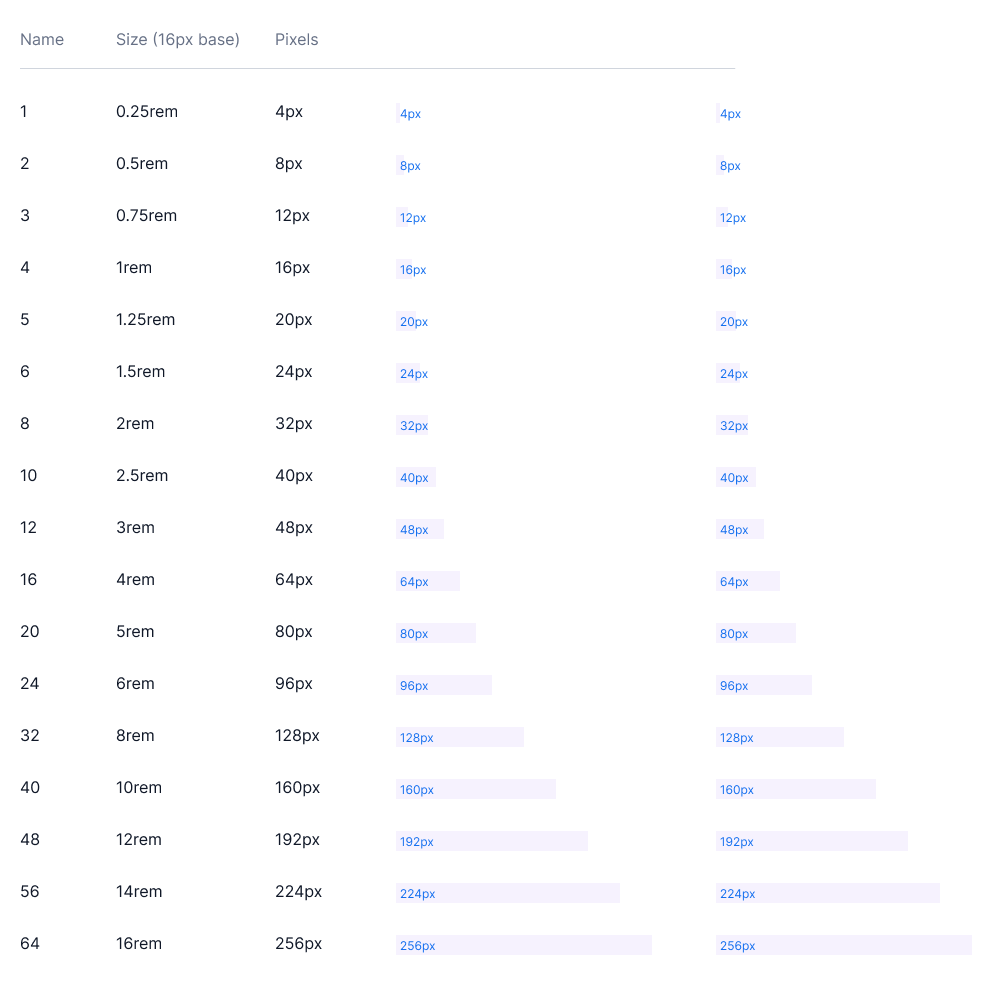 Name Size (16px base) Pixels
1 0.25rem 4px 4px 4px
2 0.5rem 8px 8px 8px
3 0.75rem 12px 12px 12px
4 1rem 16px 16px 16px
5 1.25rem 20px 20px 20px
6 1.5rem 24px 24px 24px
8 2rem 32px 32px 32px
10 2.5rem 40px 40px 40px
12 3rem 48px 48px 48px
16 4rem 64px 64px 64px
20 5rem 80px 80px 80px
24 6rem 96px 96px 96px
32 8rem 128px 128px 128px
40 10rem 160px 160px 160px
48 12rem 192px 192px 192px
56 14rem 224px 224px 224px
64 16rem 256px 256px 256px